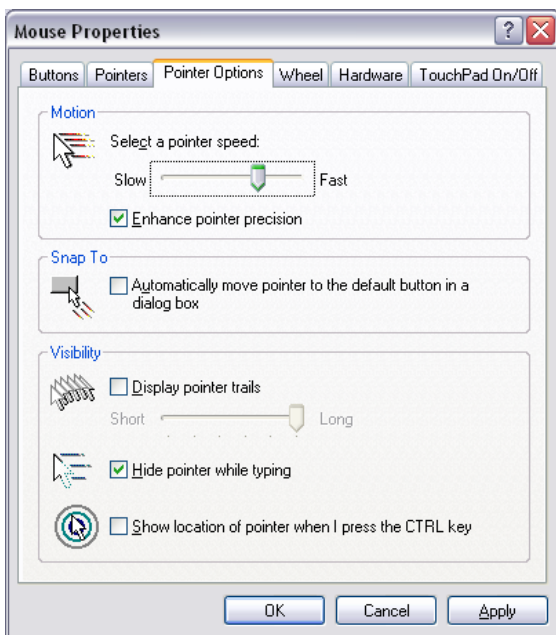 Mouse Properties
?
X
Buttons Pointers Pointer Options Wheel Hardware TouchPad On/Off
Motion
Select a pointer speed:
Slow Fast
Enhance pointer precision
Snap To
Automatically move pointer to the default button in a
dialog box
Visibility
Display pointer trails
Short Long
Hide pointer while typing
Show location of pointer when I press the CTRL key
OK Cancel Apply